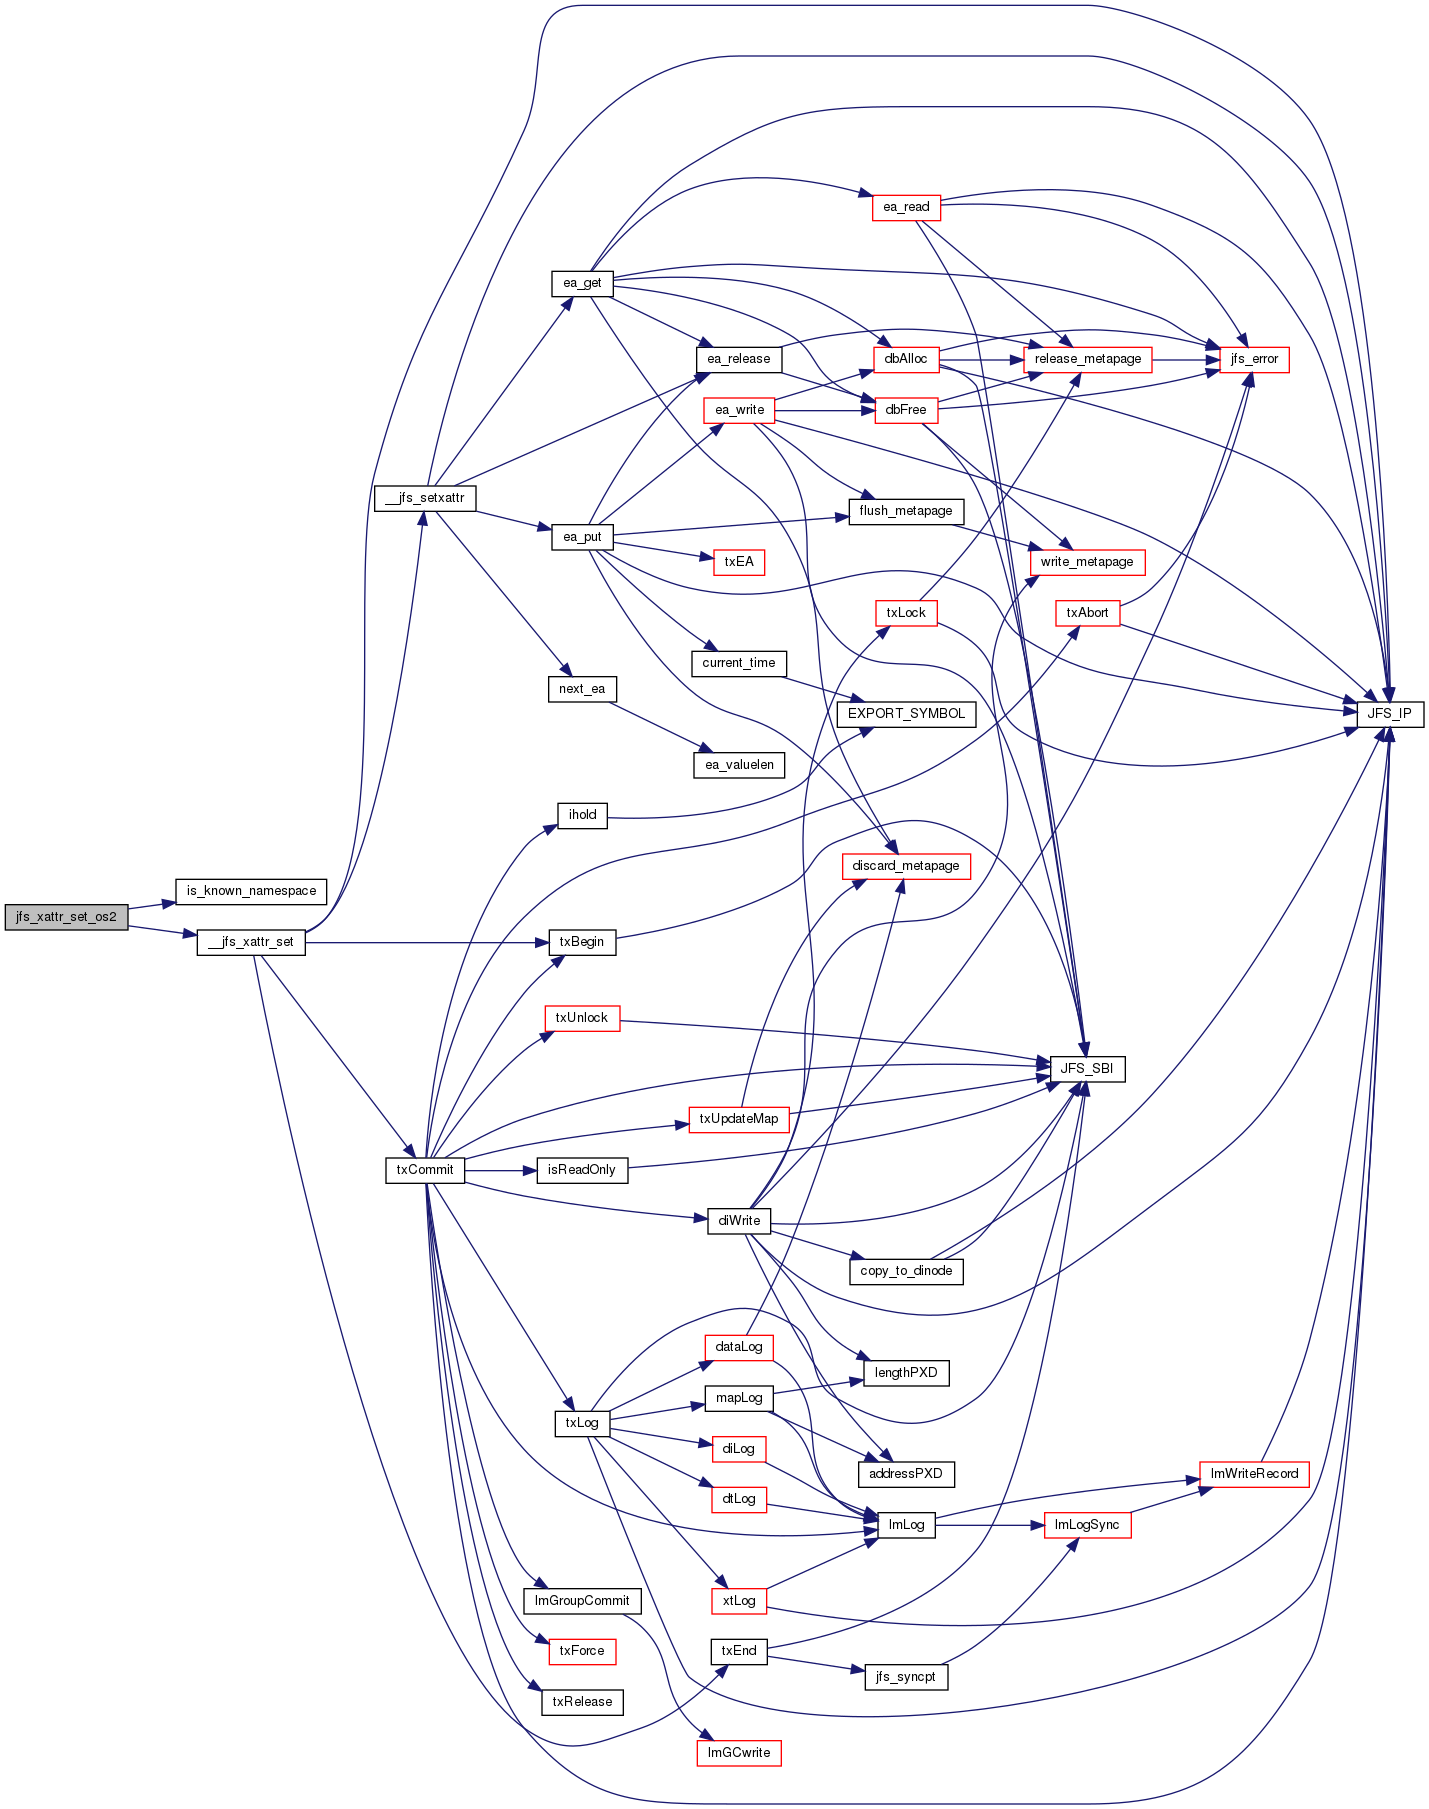 ea_read
ea_get
ea_release
dbAlloc
release_metapage
jfs_error
ea_write
dbFree
__jfs_setxattr
flush_metapage
ea_put
txEA
write_metapage
txLock
txAbort
current_time
next_ea
EXPORT_SYMBOL
JFS_IP
ea_valuelen
ihold
discard_metapage
is_known_namespace
jfs_xattr_set_os2
__jfs_xattr_set
txBegin
txUnlock
JFS_SBI
txUpdateMap
txCommit
isReadOnly
diWrite
copy_to_dinode
dataLog
lengthPXD
mapLog
txLog
diLog
addressPXD
lmWriteRecord
dtLog
lmLog
lmLogSync
lmGroupCommit
xtLog
txForce
txEnd
jfs_syncpt
txRelease
lmGCwrite